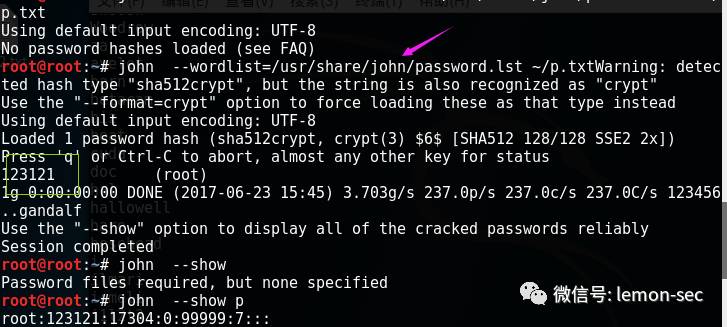 p.txt
Using default input encoding: UTF-8
No password hashes loaded (see FAQ)
root@root:~# john --wordlist=/usr/share/john/password.lst ~/p.txtWarning: detec
ted hash type "sha512crypt", but the string is also recognized as "crypt"
Use the "--format=crypt" option to force loading these as that type instead
Using default input encoding: UTF-8
Loaded 1 password hash (sha512crypt, crypt(3) $6$ [SHA512 128/128 SSE2 2x])
Press 'q' or Ctrl-C to abort, almost any other key for status
123121 (root)
1g 0:00:00:00 DONE (2017-06-23 15:45) 3.703g/s 237.0p/s 237.0c/s 237.0C/s 123456
..gandalf
Use the "--show" option to display all of the cracked passwords reliably
Session completed
root@root:~# john --show
Password files required, but none specified
root@root:~# john --show p
root:123121:17304:0:99999:7:::
doc
hallowell
微信号: lemon-sec